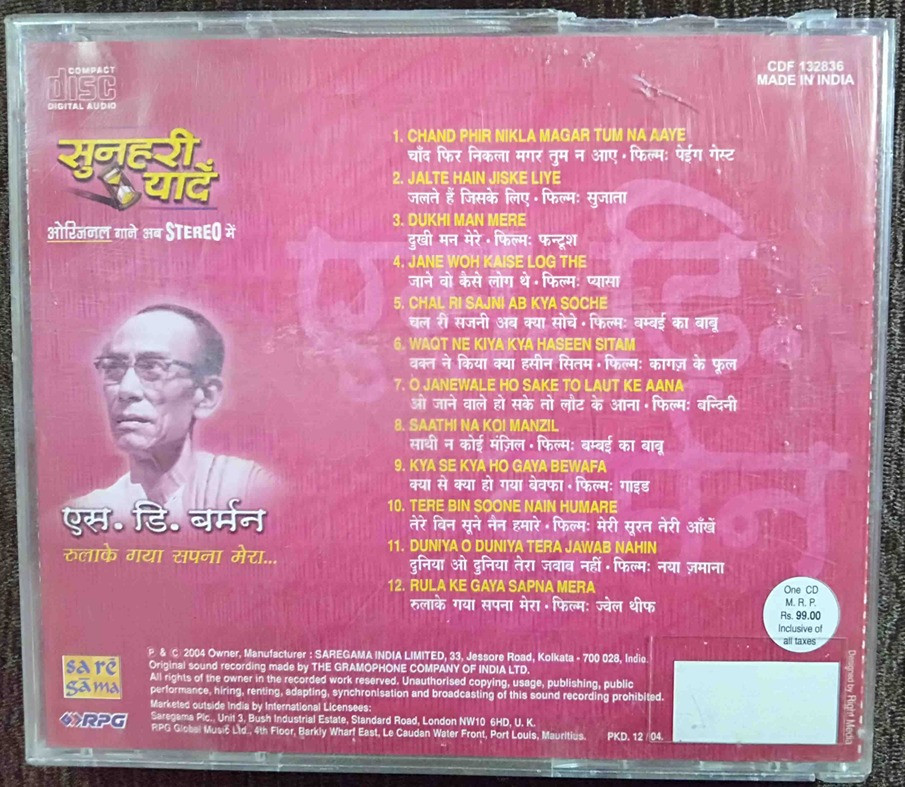 COMPACT
disc
DIGITAL AUDIO
CDF 132836
MADE IN INDIA
सुनहरी
यादें
ओरिजनल गाने अब STEREO में
1. CHAND PHIR NIKLA MAGAR TUM NA AAYE
चाँद फिर निकला मगर तुम न आए • फिल्मः पेईग गेस्ट
2. JALTE HAIN JISKE LIYE
जलते हैं जिसके लिए • फिल्मः सुजाता
3. DUKHI MAN MERE
दुखी मन मेरे • फिल्मः फन्टूश
4. JANE WOH KAISE LOG THE
जाने वो कैसे लोग थे • फिल्मः प्यासा
5. CHAL RI SAJNI AB KYA SOCHE
चल री सजनी अब क्या सोचे • फिल्मः बम्बई का बाबू
6. WAQT NE KIYA KYA HASEEN SITAM
वक्त ने किया क्या हसीन सितम • फिल्मः कागज़ के फूल
7. O JANEWALE HO SAKE TO LAUT KE AANA
ओ जाने वाले हो सके तो लौट के आना • फिल्मः बन्दिनी
8. SAATHI NA KOI MANZIL
साथी न कोई मंज़िल • फिल्मः बम्बई का बाबू
9. KYA SE KYA HO GAYA BEWAFA
क्या से क्या हो गया बेवफा • फिल्मः गाइड
10. TERE BIN SOONE NAIN HUMARE
तेरे बिन सूने नैन हमारे • फिल्मः मेरी सूरत तेरी आँखें
11. DUNIYA O DUNIYA TERA JAWAB NAHIN
दुनिया ओ दुनिया तेरा जवाब नहीं • फिल्मः नया ज़माना
12. RULA KE GAYA SAPNA MERA
रुलाके गया सपना मेरा • फिल्मः ज्वेल थीफ
एस. डि. बर्मन
रुलाके गया सपना मेरा...
One CD
M. R. P.
Rs. 99.00
Inclusive of
all taxes
sa rē
gā ma
RPG
℗ & © 2004 Owner, Manufacturer : SAREGAMA INDIA LIMITED, 33, Jessore Road, Kolkata - 700 028, India.
Original sound recording made by THE GRAMOPHONE COMPANY OF INDIA LTD.
All rights of the owner in the recorded work reserved. Unauthorised copying, usage, publishing, public
performance, hiring, renting, adapting, synchronisation and broadcasting of this sound recording prohibited.
Marketed outside India by International Licensees:
Saregama Plc., Unit 3, Bush Industrial Estate, Standard Road, London NW10 6HD, U. K.
RPG Global Music Ltd., 4th Floor, Barkly Wharf East, Le Caudan Water Front, Port Louis, Mauritius.
PKD. 12 / 04.
Designed by Right Media